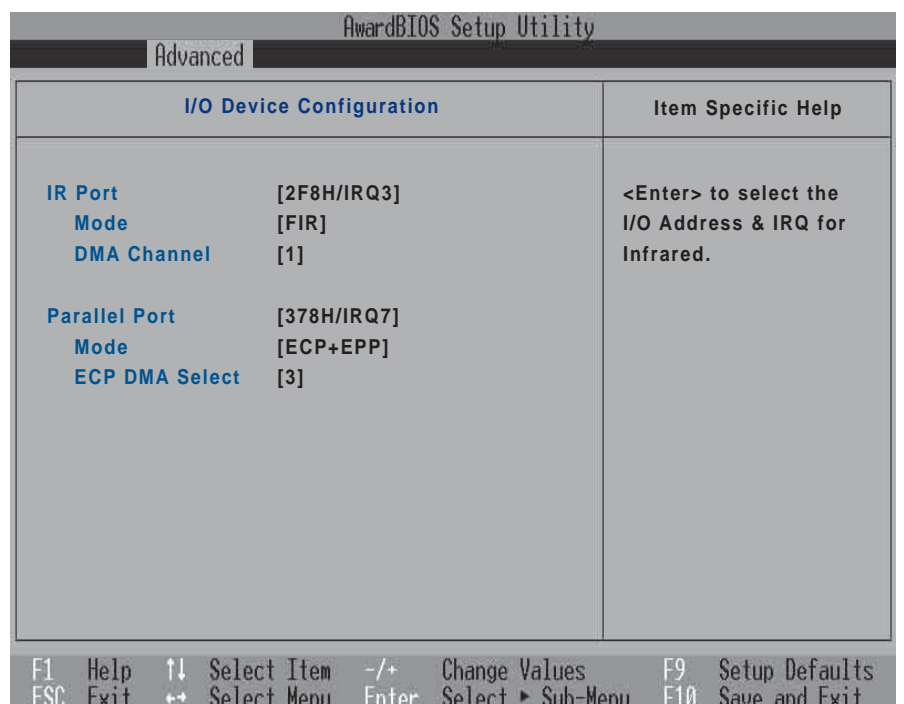 AwardBIOS Setup Utility
Advanced
I/O Device Configuration
Item Specific Help
IR Port [2F8H/IRQ3]
Mode [FIR]
DMA Channel [1]
Parallel Port [378H/IRQ7]
Mode [ECP+EPP]
ECP DMA Select [3]
<Enter> to select the
I/O Address & IRQ for
Infrared.
F1 Help ↑↓ Select Item -/+ Change Values F9 Setup Defaults
ESC Exit ←→ Select Menu Enter Select ▶ Sub-Menu F10 Save and Exit